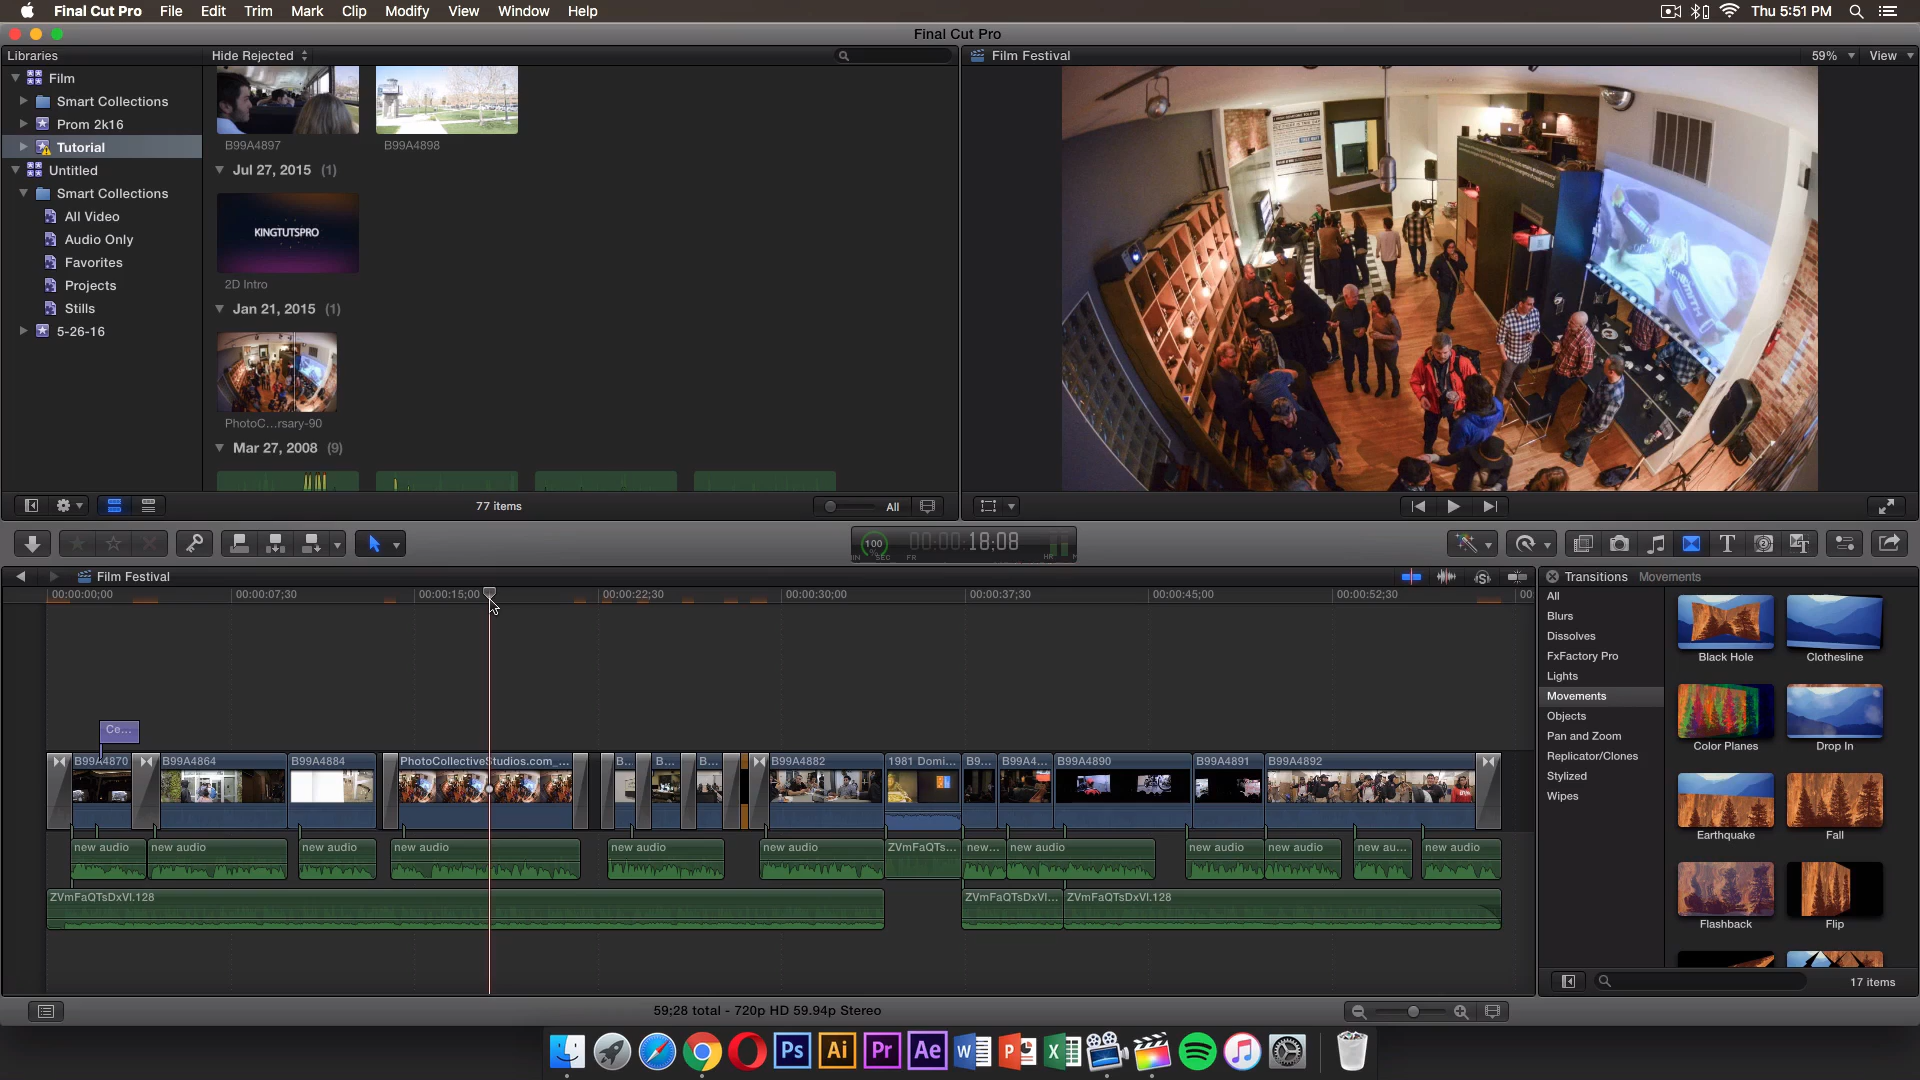 Final Cut Pro File Edit Trim Mark Clip Modify View Window Help
Thu 5:51 PM
Final Cut Pro
Libraries
Hide Rejected
Film Festival
59%
View
Film
Smart Collections
Prom 2k16
Tutorial
Untitled
Smart Collections
All Video
Audio Only
Favorites
Projects
Stills
5-26-16
B99A4897
B99A4898
Jul 27, 2015 (1)
KINGTUTSPRO
2D Intro
Jan 21, 2015 (1)
PhotoC...rsary-90
Mar 27, 2008 (9)
77 items
All
100
00:00:18;08
HR MIN SEC FR
Film Festival
00:00:00;00
00:00:07;30
00:00:15;00
00:00:22;30
00:00:30;00
00:00:37;30
00:00:45;00
00:00:52;30
00:
Ce...
B99A4870
B99A4864
B99A4884
PhotoCollectiveStudios.com_...
B...
B...
B...
B99A4882
1981 Domi...
B9...
B99A4...
B99A4890
B99A4891
B99A4892
new audio
new audio
new audio
new audio
new audio
new audio
ZVmFaQTs...
new...
new audio
new audio
new audio
new au...
new audio
ZVmFaQTsDxVI.128
ZVmFaQTsDxVI...
ZVmFaQTsDxVI.128
Transitions
Movements
All
Blurs
Dissolves
FxFactory Pro
Lights
Movements
Objects
Pan and Zoom
Replicator/Clones
Stylized
Wipes
Black Hole
Clothesline
Color Planes
Drop In
Earthquake
Fall
Flashback
Flip
17 items
59;28 total - 720p HD 59.94p Stereo
Ps
Ai
Pr
Ae
W
P
X